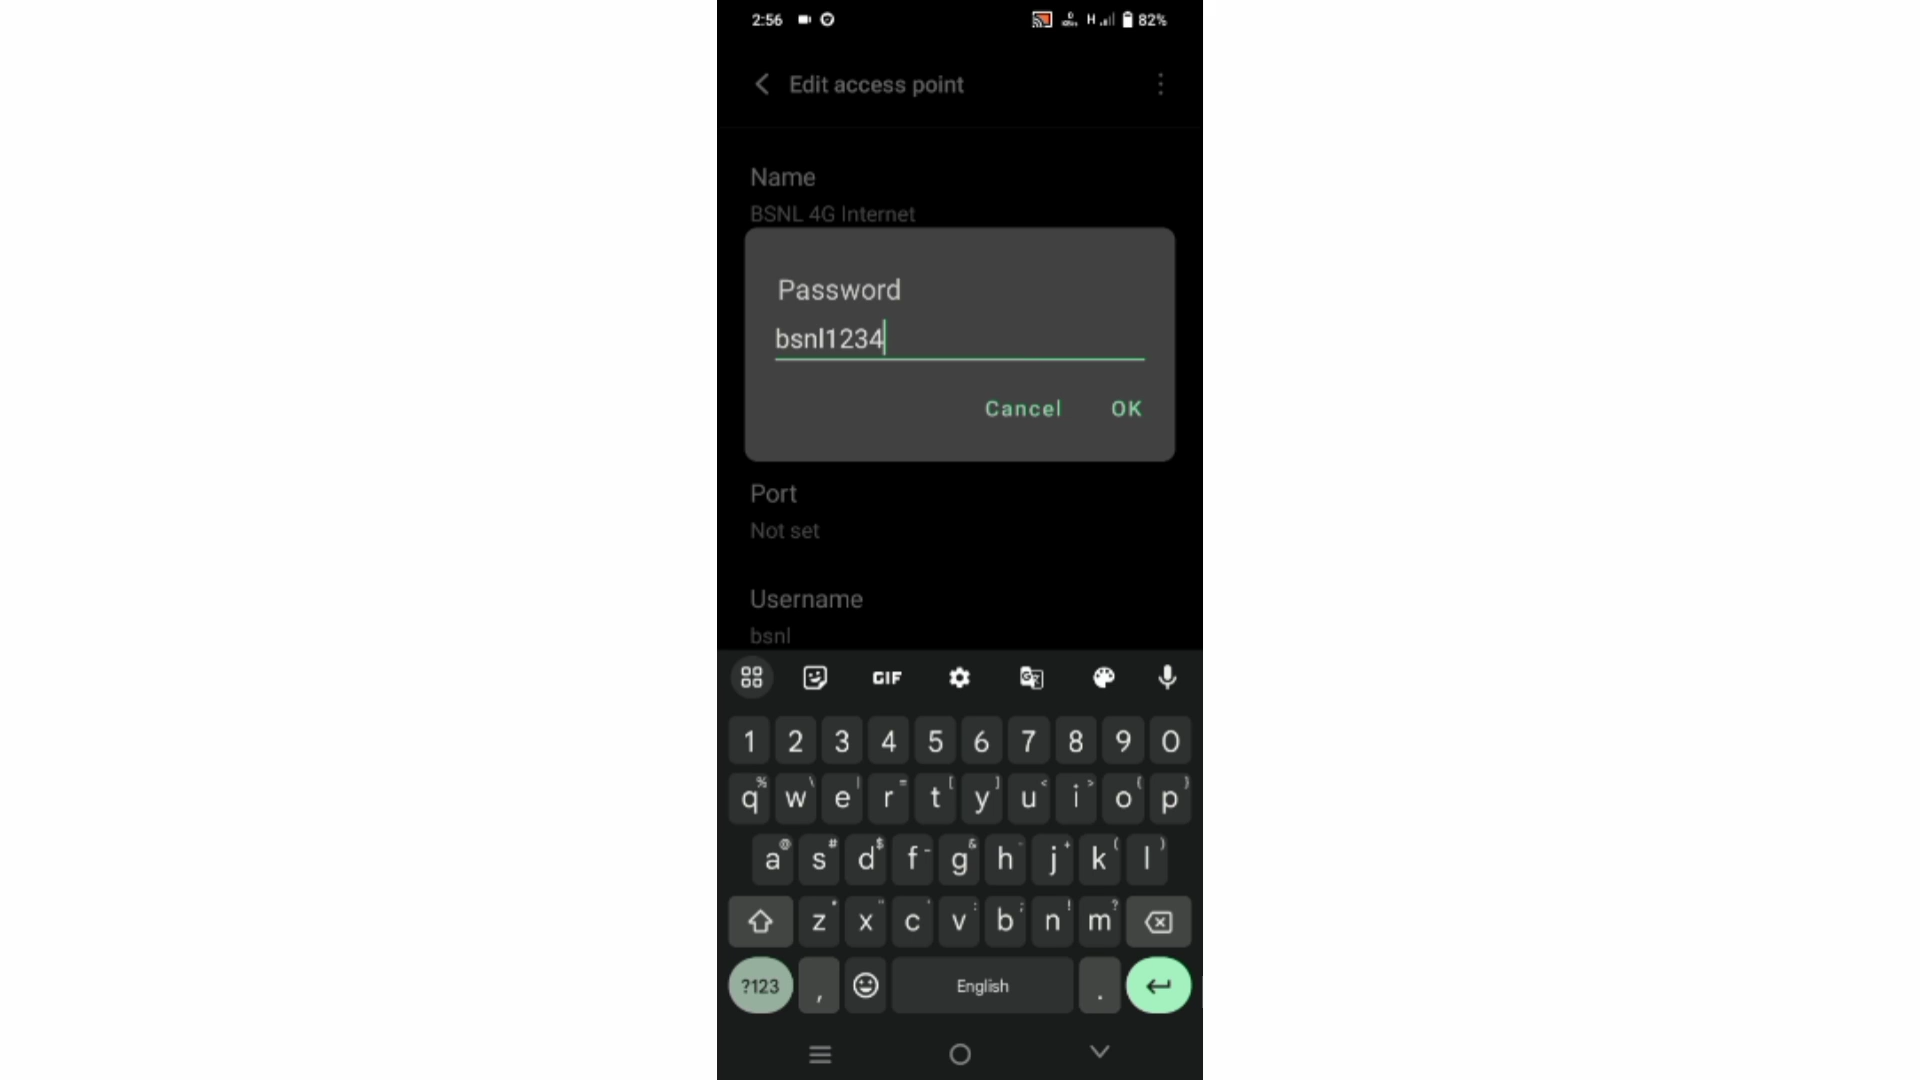 2:56 H 82%
Edit access point
Name
BSNL 4G Internet
Password
bsnl1234
Cancel OK
Port
Not set
Username
bsnl
GIF
1 2 3 4 5 6 7 8 9 0
q w e r t y u i o p
a s d f g h j k l
z x c v b n m
?123 , English .